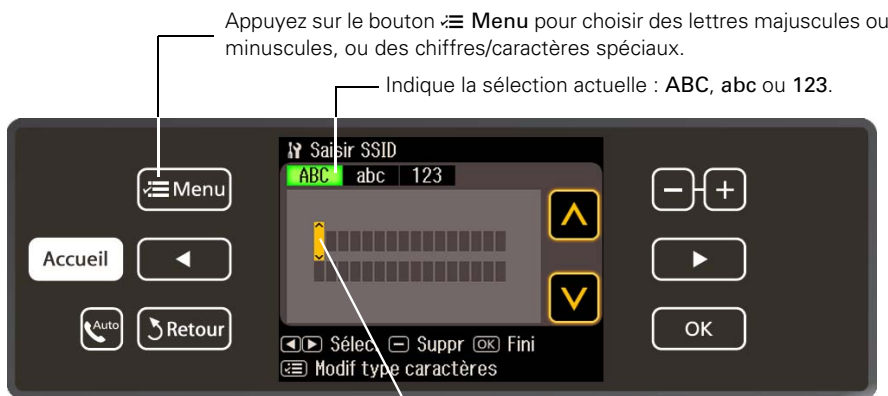 Appuyez sur le bouton Menu pour choisir des lettres majuscules ou
minuscules, ou des chiffres/caractères spéciaux.
Indique la sélection actuelle : ABC, abc ou 123.
Saisir SSID
ABC abc 123
Menu
Accueil
Auto
Retour
OK
Sélec. - Suppr OK Fini
Modif type caractères